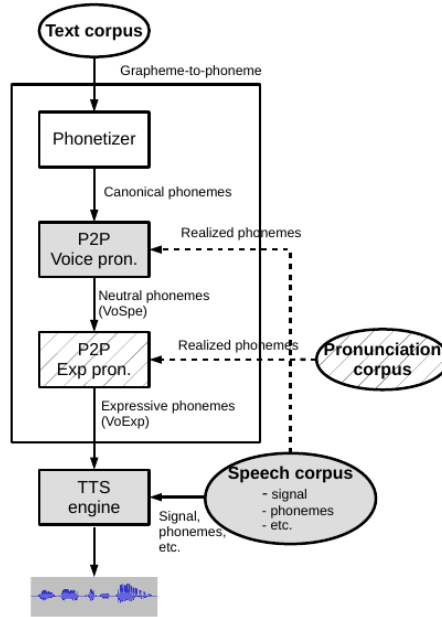 Text corpus
Grapheme-to-phoneme
Phonetizer
Canonical phonemes
P2P
Voice pron.
Realized phonemes
Neutral phonemes
(VoSpe)
P2P
Exp pron.
Realized phonemes
Pronunciation
corpus
Expressive phonemes
(VoExp)
TTS
engine
Speech corpus
- signal
- phonemes
- etc.
Signal,
phonemes,
etc.